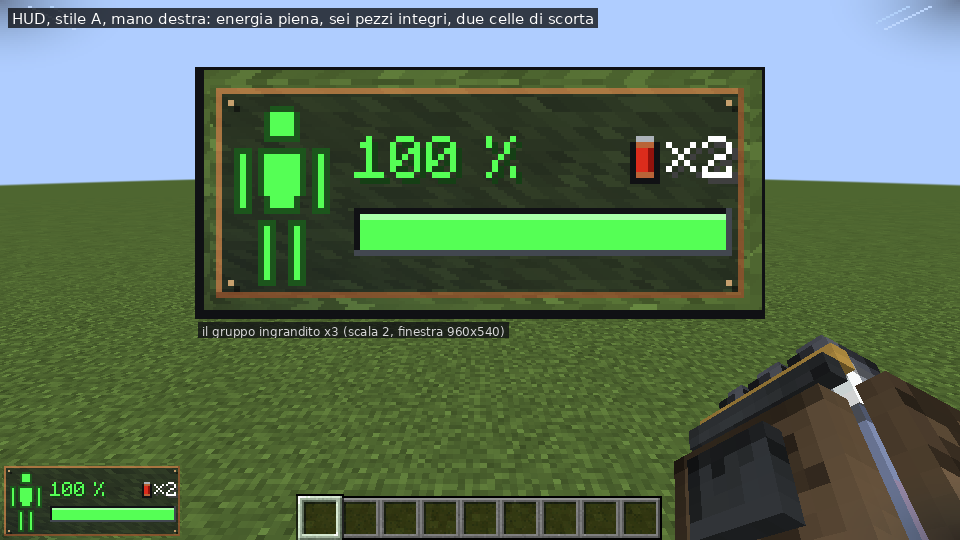 HUD, stile A, mano destra: energia piena, sei pezzi integri, due celle di scorta
100 % x2
il gruppo ingrandito x3 (scala 2, finestra 960x540)
100 % x2